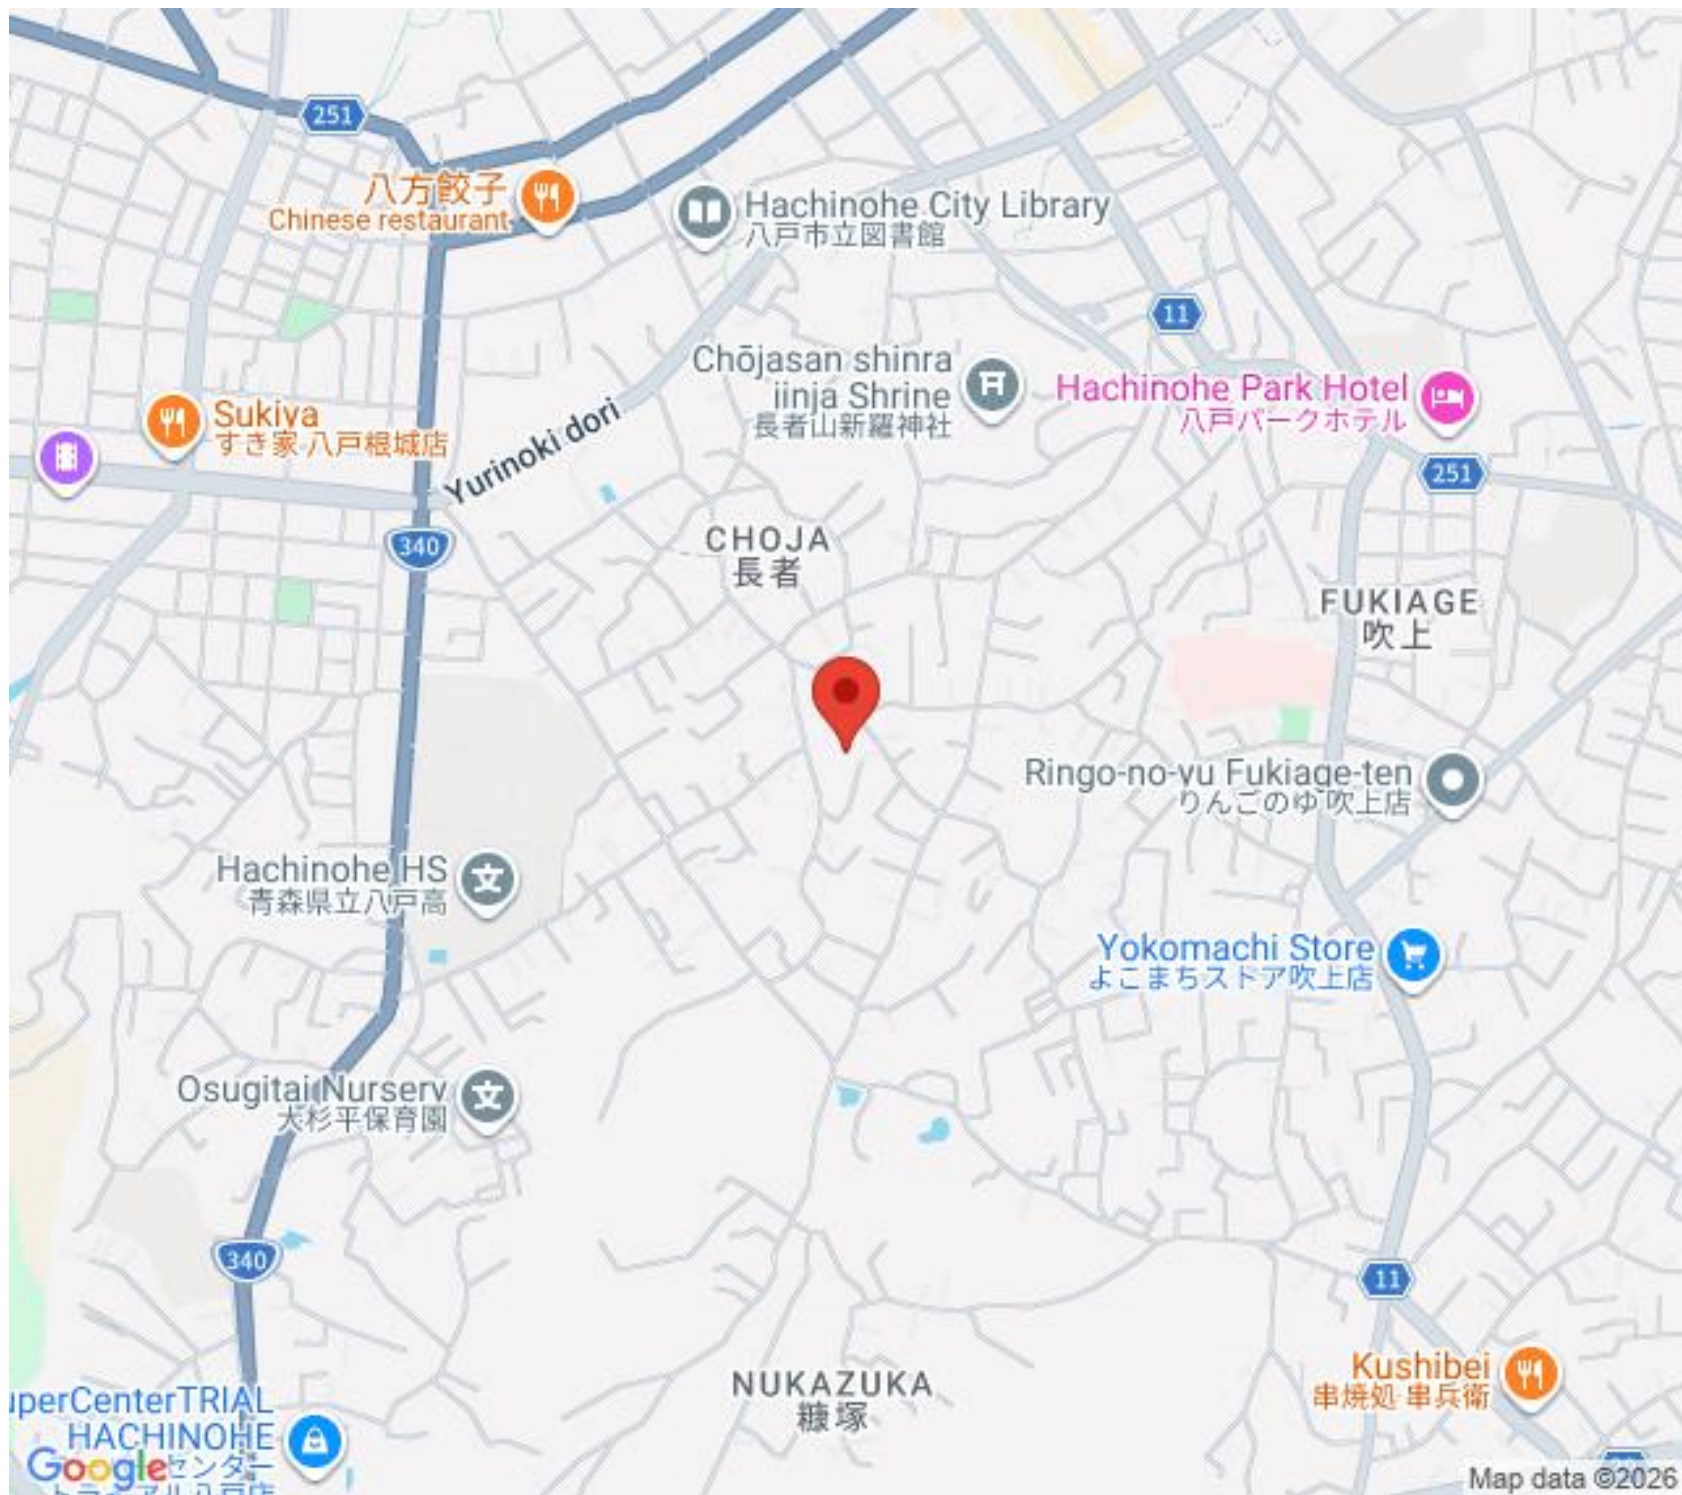 251
八方餃子
Chinese restaurant
Hachinohe City Library
八戸市立図書館
11
Chōjasan shinra
iinja Shrine
長者山新羅神社
Hachinohe Park Hotel
八戸パークホテル
Sukiya
すき家 八戸根城店
Yurinoki dori
251
340
CHOJA
長者
FUKIAGE
吹上
Ringo-no-yu Fukiage-ten
りんごのゆ 吹上店
Hachinohe HS
青森県立八戸高
Yokomachi Store
よこまちストア吹上店
Osugitai Nurserv
大杉平保育園
340
11
Kushibei
串焼処 串兵衛
NUKAZUKA
糠塚
uperCenterTRIAL
HACHINOHE
センター
Google
Map data ©2026